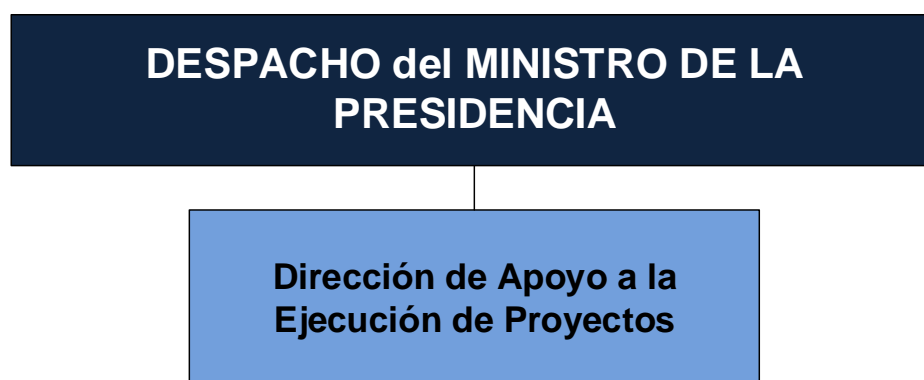 DESPACHO del MINISTRO DE LA
PRESIDENCIA
Dirección de Apoyo a la
Ejecución de Proyectos